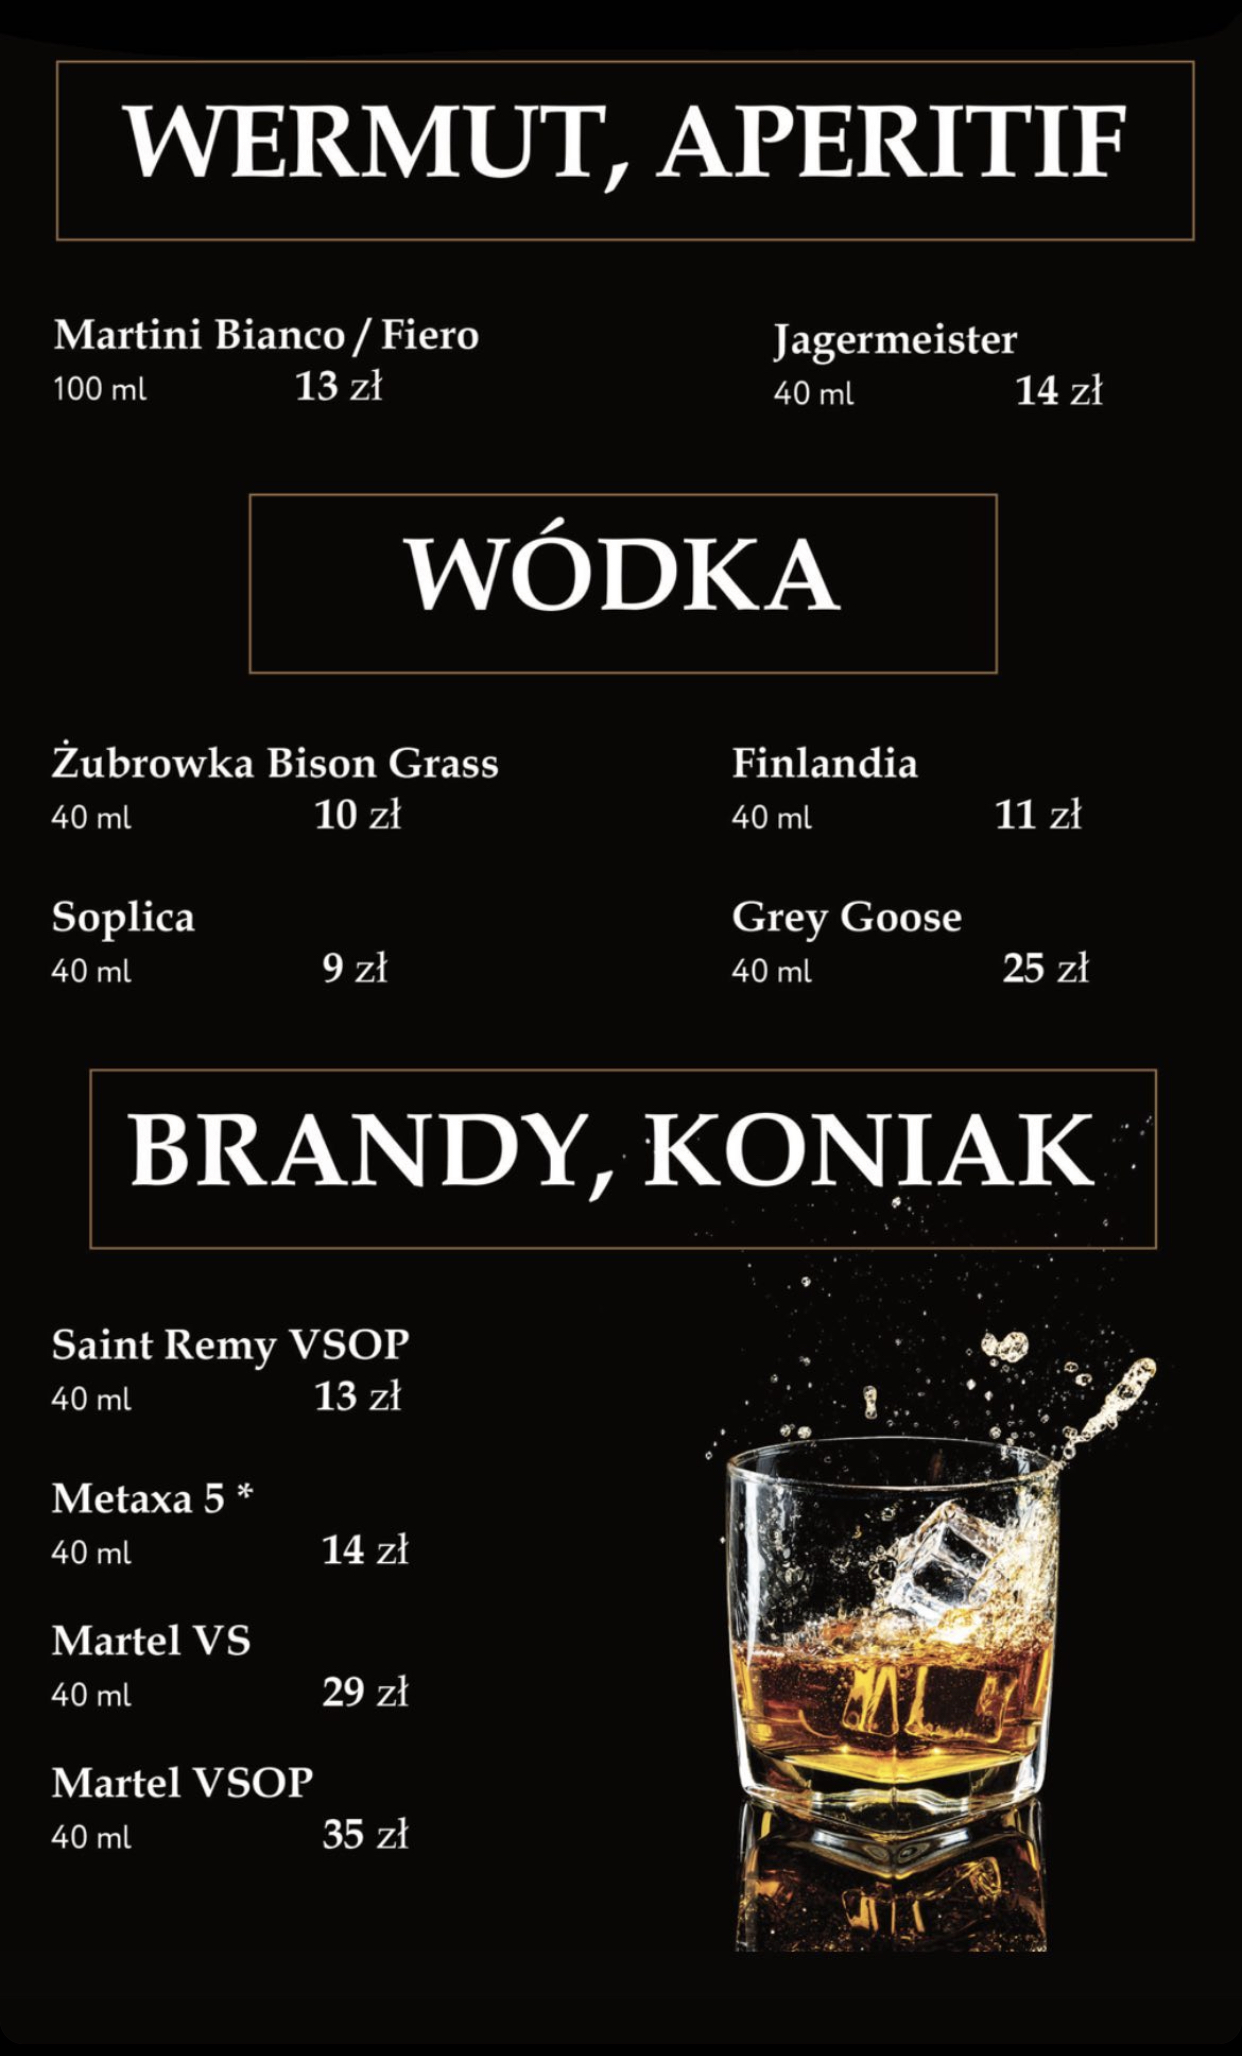 WERMUT, APERITIF
Martini Bianco / Fiero
100 ml 13 zł
Jagermeister
40 ml 14 zł
WÓDKA
Żubrowka Bison Grass
40 ml 10 zł
Finlandia
40 ml 11 zł
Soplica
40 ml 9 zł
Grey Goose
40 ml 25 zł
BRANDY, KONIAK
Saint Remy VSOP
40 ml 13 zł
Metaxa 5 *
40 ml 14 zł
Martel VS
40 ml 29 zł
Martel VSOP
40 ml 35 zł